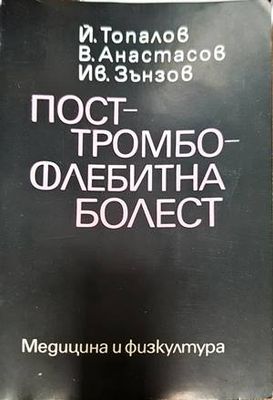 Й. Топалов
В. Анастасов
Ив. Зънзов
ПОСТ-
ТРОМБО-
ФЛЕБИТНА
БОЛЕСТ
Медицина и физкултура